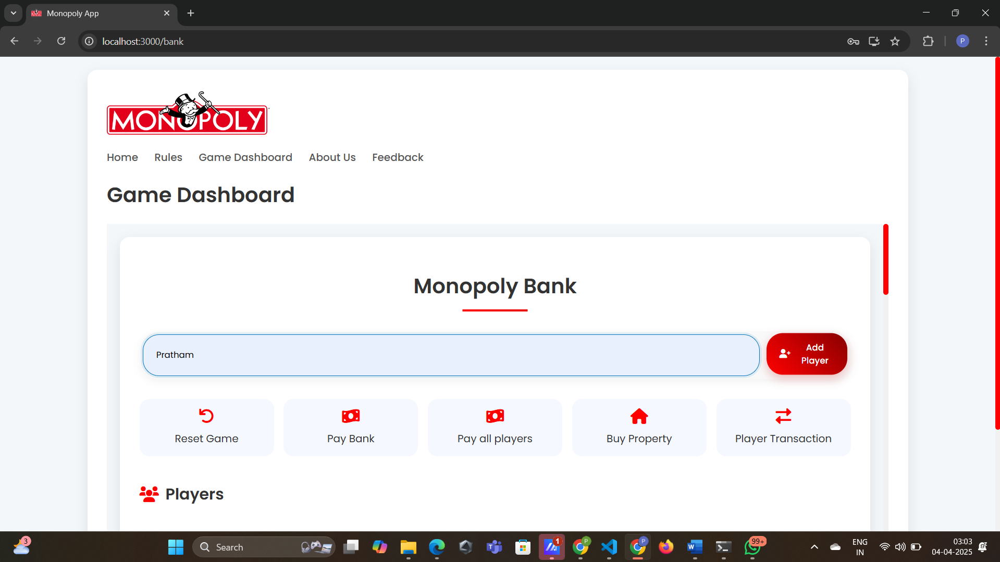 Monopoly App
localhost:3000/bank
P
MONOPOLY
Home Rules Game Dashboard About Us Feedback
Game Dashboard
Monopoly Bank
Pratham
Add
Player
Reset Game
Pay Bank
Pay all players
Buy Property
Player Transaction
Players
3
Search
T
1
P
P
W
99+
ENG
IN
03:03
04-04-2025